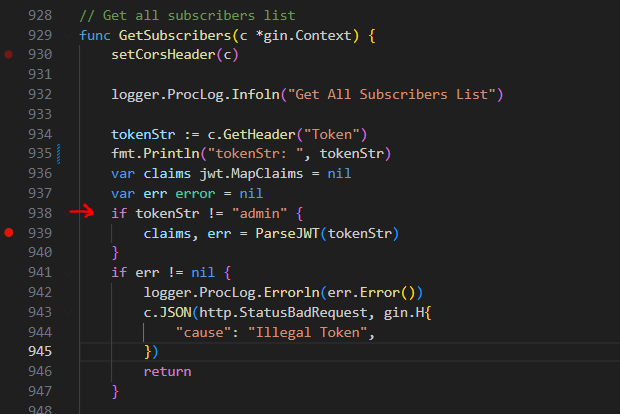 928 // Get all subscribers list
929 func GetSubscribers(c *gin.Context) {
930     setCorsHeader(c)
931
932     logger.ProcLog.Infoln("Get All Subscribers List")
933
934     tokenStr := c.GetHeader("Token")
935     fmt.Println("tokenStr: ", tokenStr)
936     var claims jwt.MapClaims = nil
937     var err error = nil
938     if tokenStr != "admin" {
939         claims, err = ParseJWT(tokenStr)
940     }
941     if err != nil {
942         logger.ProcLog.Errorln(err.Error())
943         c.JSON(http.StatusBadRequest, gin.H{
944             "cause": "Illegal Token",
945         })
946         return
947     }
948